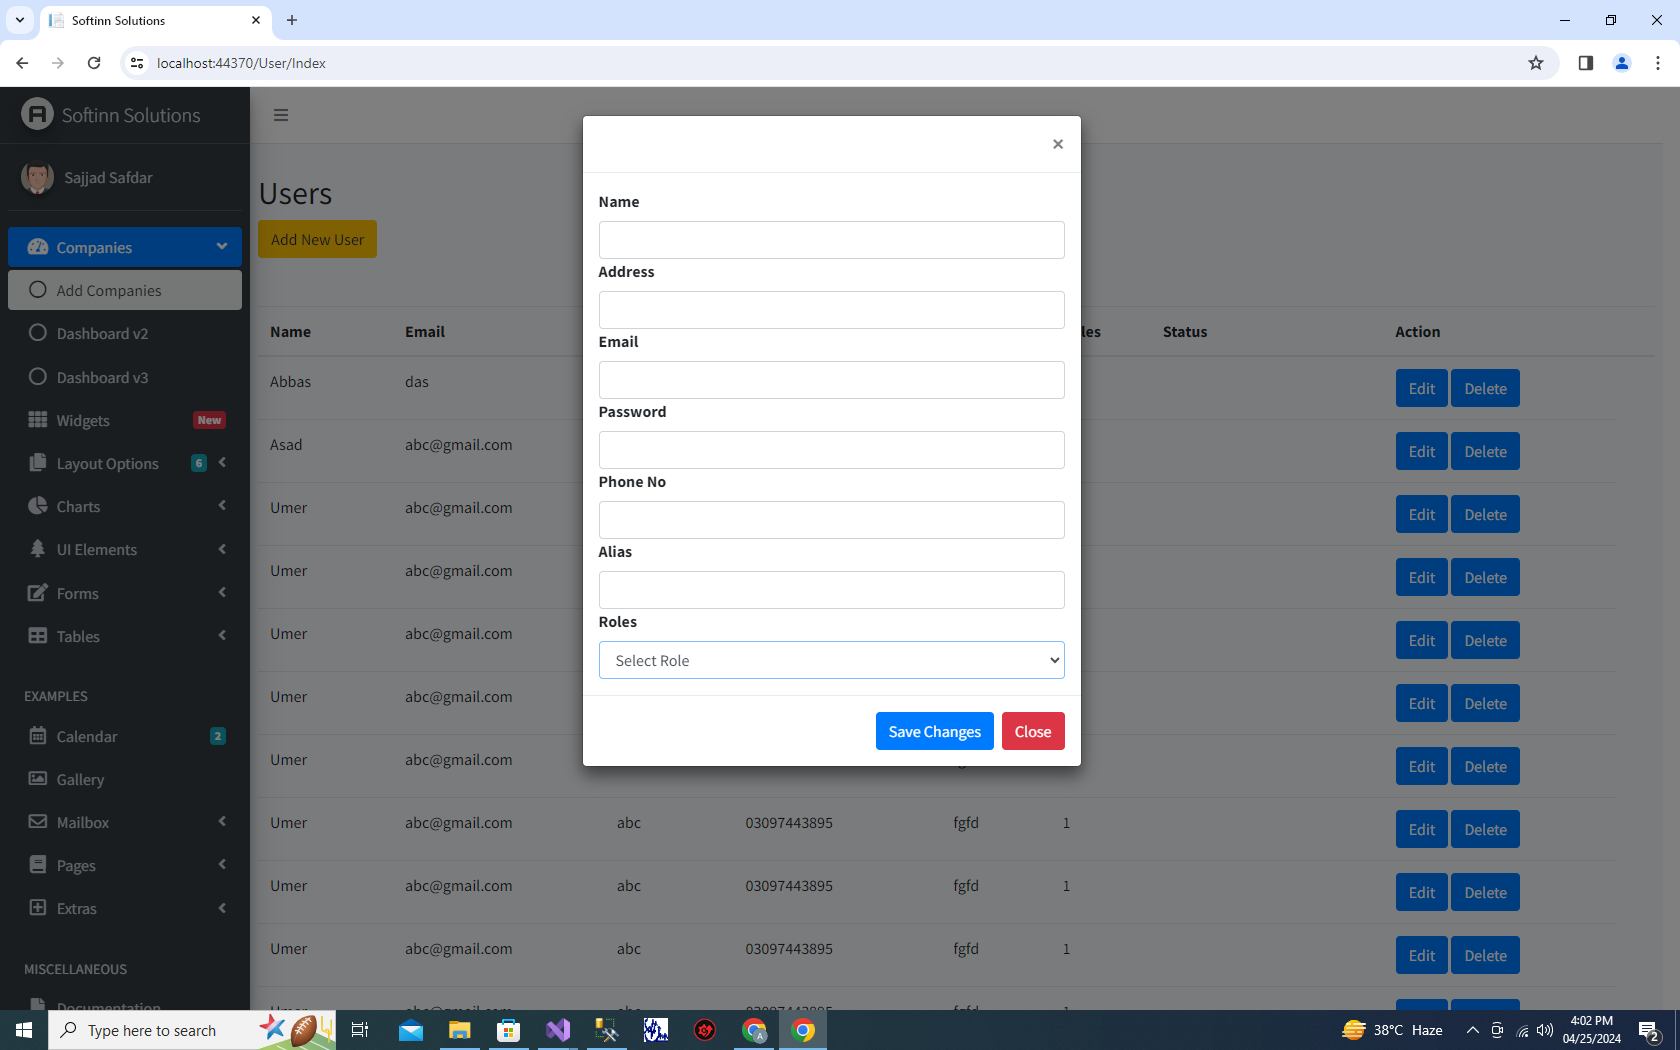 Softinn Solutions
localhost:44370/User/Index
Softinn Solutions
Sajjad Safdar
Companies
Add Companies
Dashboard v2
Dashboard v3
Widgets New
Layout Options 6
Charts
UI Elements
Forms
Tables
EXAMPLES
Calendar 2
Gallery
Mailbox
Pages
Extras
MISCELLANEOUS
Documentation
Users
Add New User
Name Email les Status Action
Abbas das Edit Delete
Asad abc@gmail.com Edit Delete
Umer abc@gmail.com Edit Delete
Umer abc@gmail.com Edit Delete
Umer abc@gmail.com Edit Delete
Umer abc@gmail.com Edit Delete
Umer abc@gmail.com Edit Delete
Umer abc@gmail.com abc 03097443895 fgfd 1 Edit Delete
Umer abc@gmail.com abc 03097443895 fgfd 1 Edit Delete
Umer abc@gmail.com abc 03097443895 fgfd 1 Edit Delete
×
Name
Address
Email
Password
Phone No
Alias
Roles
Select Role
Save Changes Close
Type here to search
38°C Haze
4:02 PM
04/25/2024
2